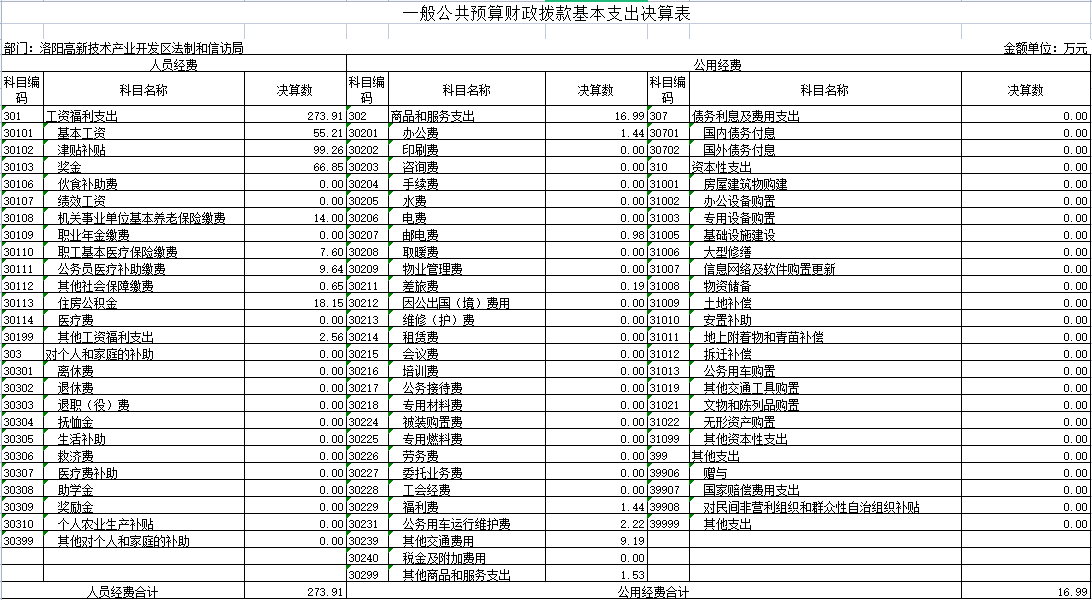 一般公共预算财政拨款基本支出决算表
部门：洛阳高新技术产业开发区法制和信访局 金额单位：万元
人员经费 公用经费
科目编码 科目名称 决算数 科目编码 科目名称 决算数 科目编码 科目名称 决算数
301 工资福利支出 273.91 302 商品和服务支出 16.99 307 债务利息及费用支出 0.00
30101 基本工资 55.21 30201 办公费 1.44 30701 国内债务付息 0.00
30102 津贴补贴 99.26 30202 印刷费 0.00 30702 国外债务付息 0.00
30103 奖金 66.85 30203 咨询费 0.00 310 资本性支出 0.00
30106 伙食补助费 0.00 30204 手续费 0.00 31001 房屋建筑物购建 0.00
30107 绩效工资 0.00 30205 水费 0.00 31002 办公设备购置 0.00
30108 机关事业单位基本养老保险缴费 14.00 30206 电费 0.00 31003 专用设备购置 0.00
30109 职业年金缴费 0.00 30207 邮电费 0.98 31005 基础设施建设 0.00
30110 职工基本医疗保险缴费 7.60 30208 取暖费 0.00 31006 大型修缮 0.00
30111 公务员医疗补助缴费 9.64 30209 物业管理费 0.00 31007 信息网络及软件购置更新 0.00
30112 其他社会保障缴费 0.65 30211 差旅费 0.19 31008 物资储备 0.00
30113 住房公积金 18.15 30212 因公出国（境）费用 0.00 31009 土地补偿 0.00
30114 医疗费 0.00 30213 维修（护）费 0.00 31010 安置补助 0.00
30199 其他工资福利支出 2.56 30214 租赁费 0.00 31011 地上附着物和青苗补偿 0.00
303 对个人和家庭的补助 0.00 30215 会议费 0.00 31012 拆迁补偿 0.00
30301 离休费 0.00 30216 培训费 0.00 31013 公务用车购置 0.00
30302 退休费 0.00 30217 公务接待费 0.00 31019 其他交通工具购置 0.00
30303 退职（役）费 0.00 30218 专用材料费 0.00 31021 文物和陈列品购置 0.00
30304 抚恤金 0.00 30224 被装购置费 0.00 31022 无形资产购置 0.00
30305 生活补助 0.00 30225 专用燃料费 0.00 31099 其他资本性支出 0.00
30306 救济费 0.00 30226 劳务费 0.00 399 其他支出 0.00
30307 医疗费补助 0.00 30227 委托业务费 0.00 39906 赠与 0.00
30308 助学金 0.00 30228 工会经费 0.00 39907 国家赔偿费用支出 0.00
30309 奖励金 0.00 30229 福利费 1.44 39908 对民间非营利组织和群众性自治组织补贴 0.00
30310 个人农业生产补贴 0.00 30231 公务用车运行维护费 2.22 39999 其他支出 0.00
30399 其他对个人和家庭的补助 0.00 30239 其他交通费用 9.19
30240 税金及附加费用 0.00
30299 其他商品和服务支出 1.53
人员经费合计 273.91 公用经费合计 16.99